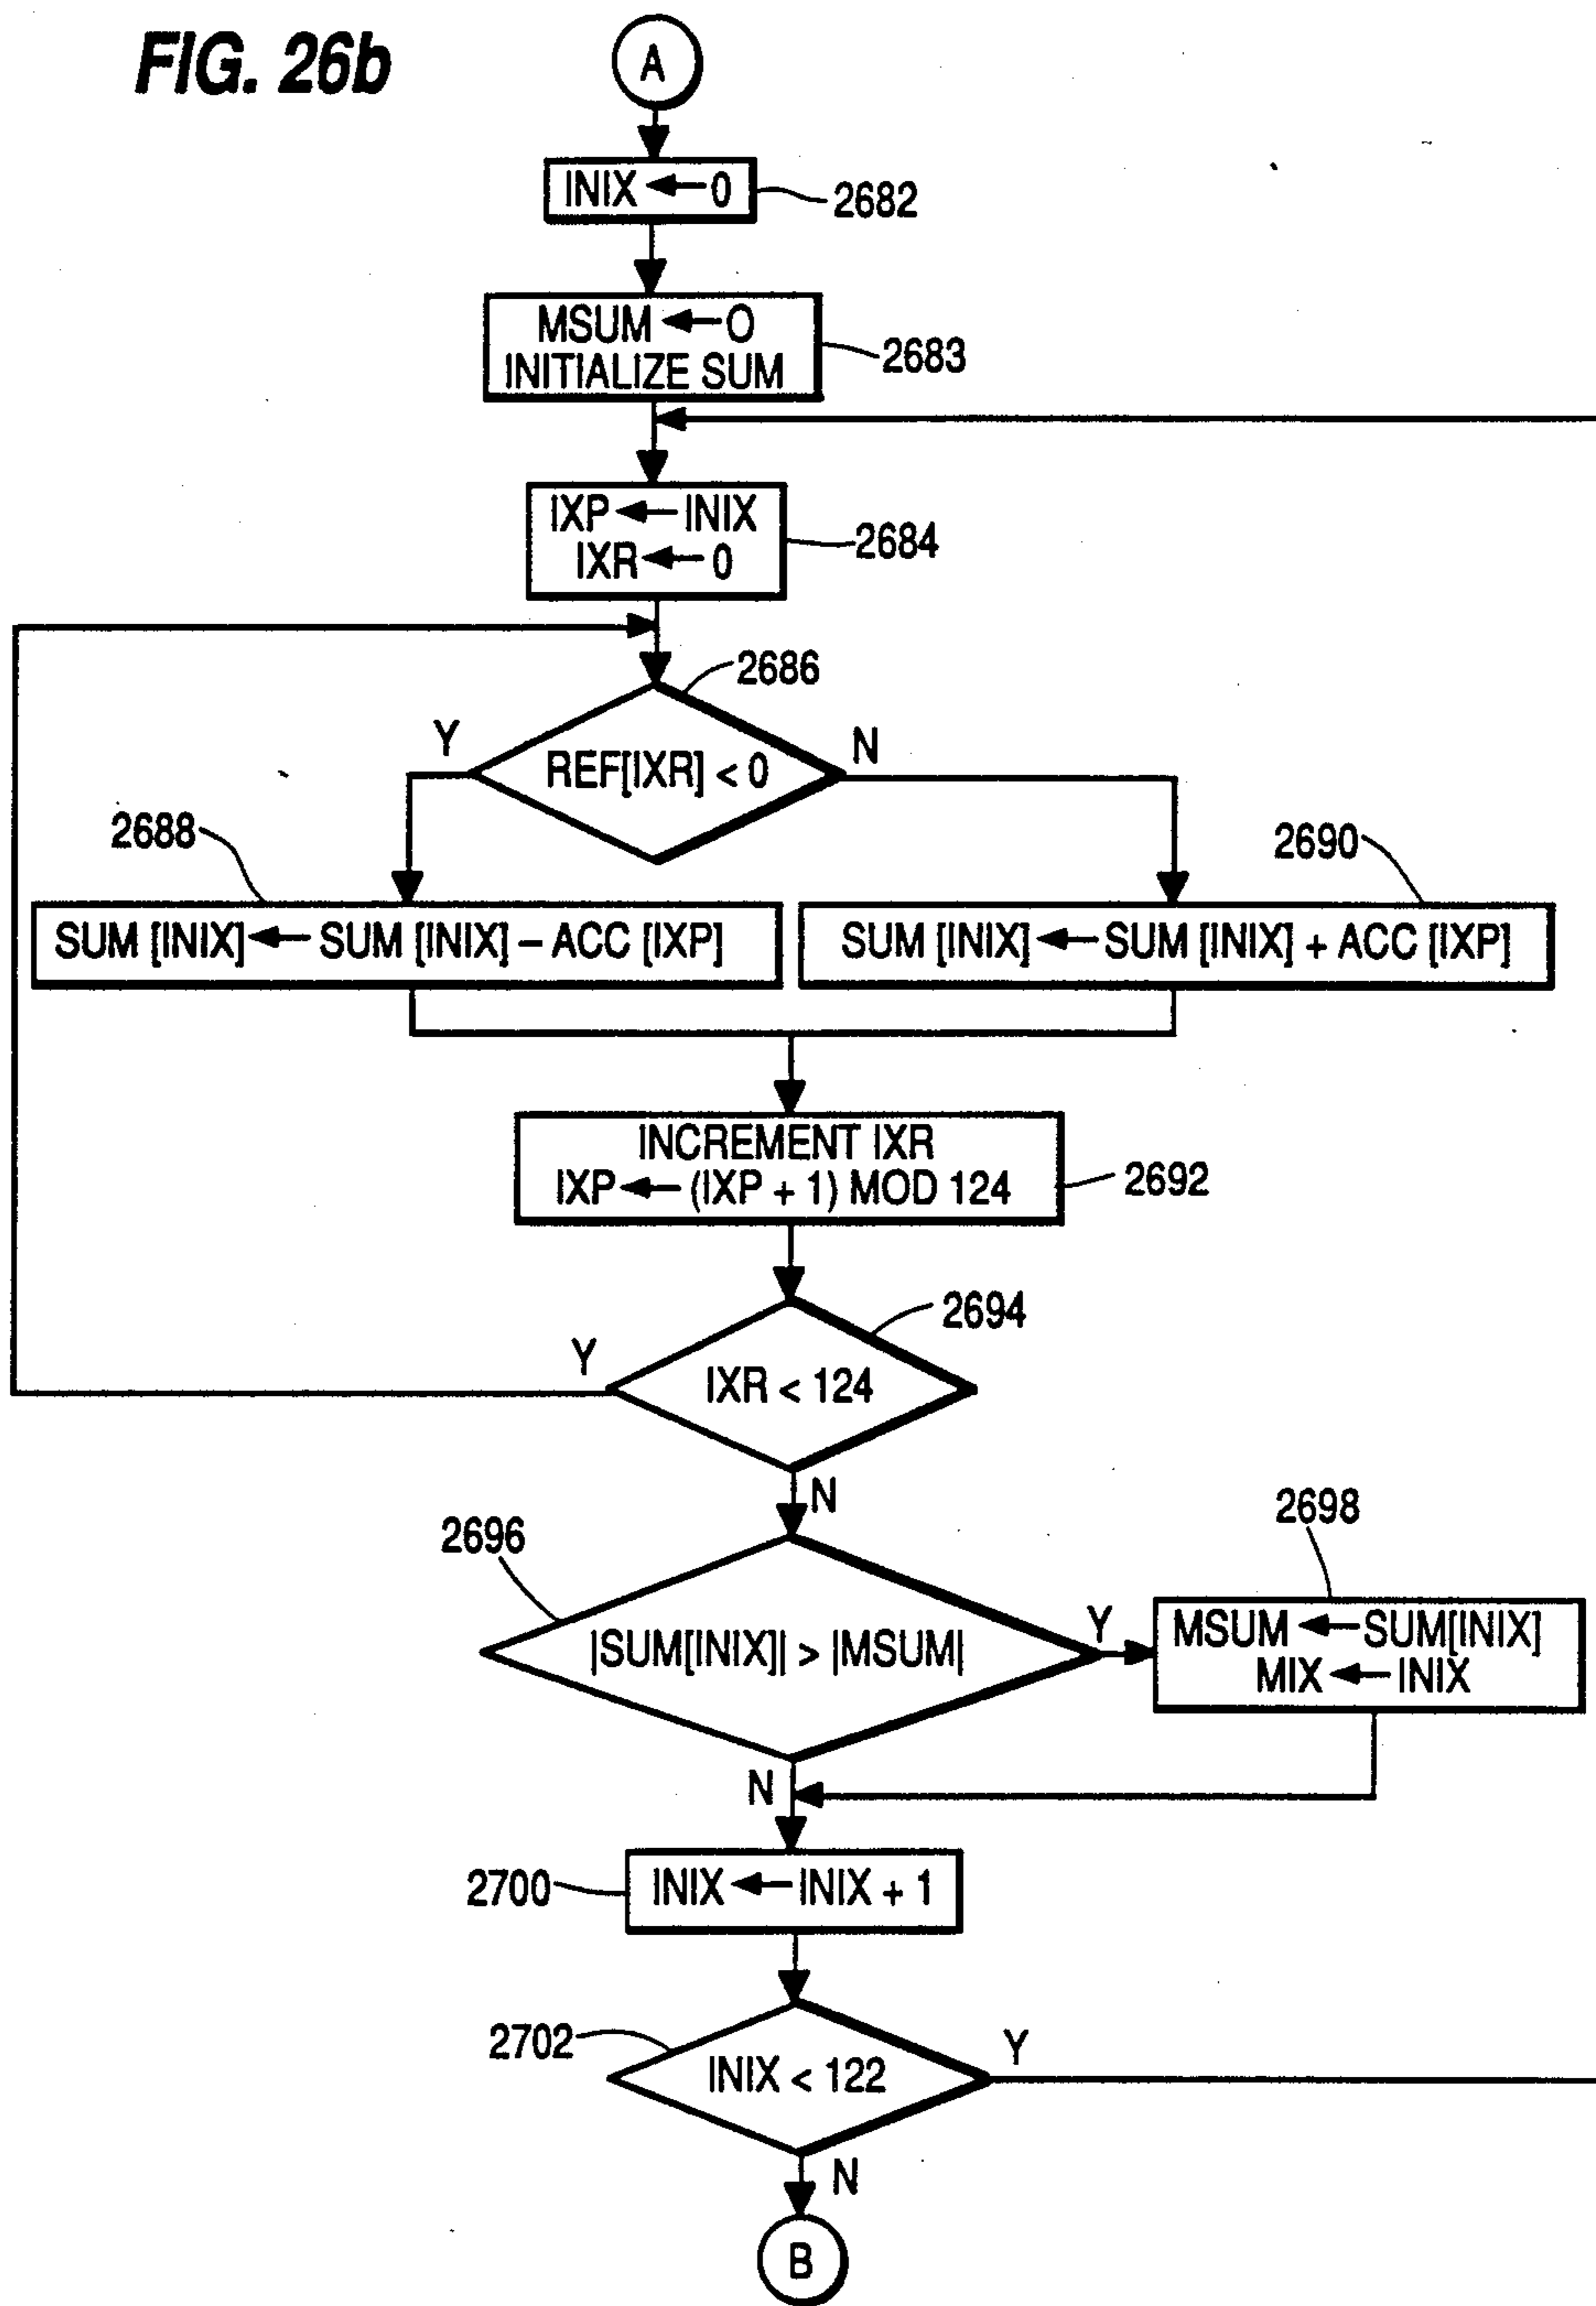 FIG. 26b
A
INIX ← 0
2682
MSUM ← O
INITIALIZE SUM
2683
IXP ← INIX
IXR ← 0
2684
2686
Y
REF[IXR] < 0
N
2688
2690
SUM [INIX] ← SUM [INIX] – ACC [IXP]
SUM [INIX] ← SUM [INIX] + ACC [IXP]
INCREMENT IXR
IXP ← (IXP + 1) MOD 124
2692
2694
Y
IXR < 124
N
2696
2698
|SUM[INIX]| > |MSUM|
Y
MSUM ← SUM[INIX]
MIX ← INIX
N
2700
INIX ← INIX + 1
2702
INIX < 122
Y
N
B